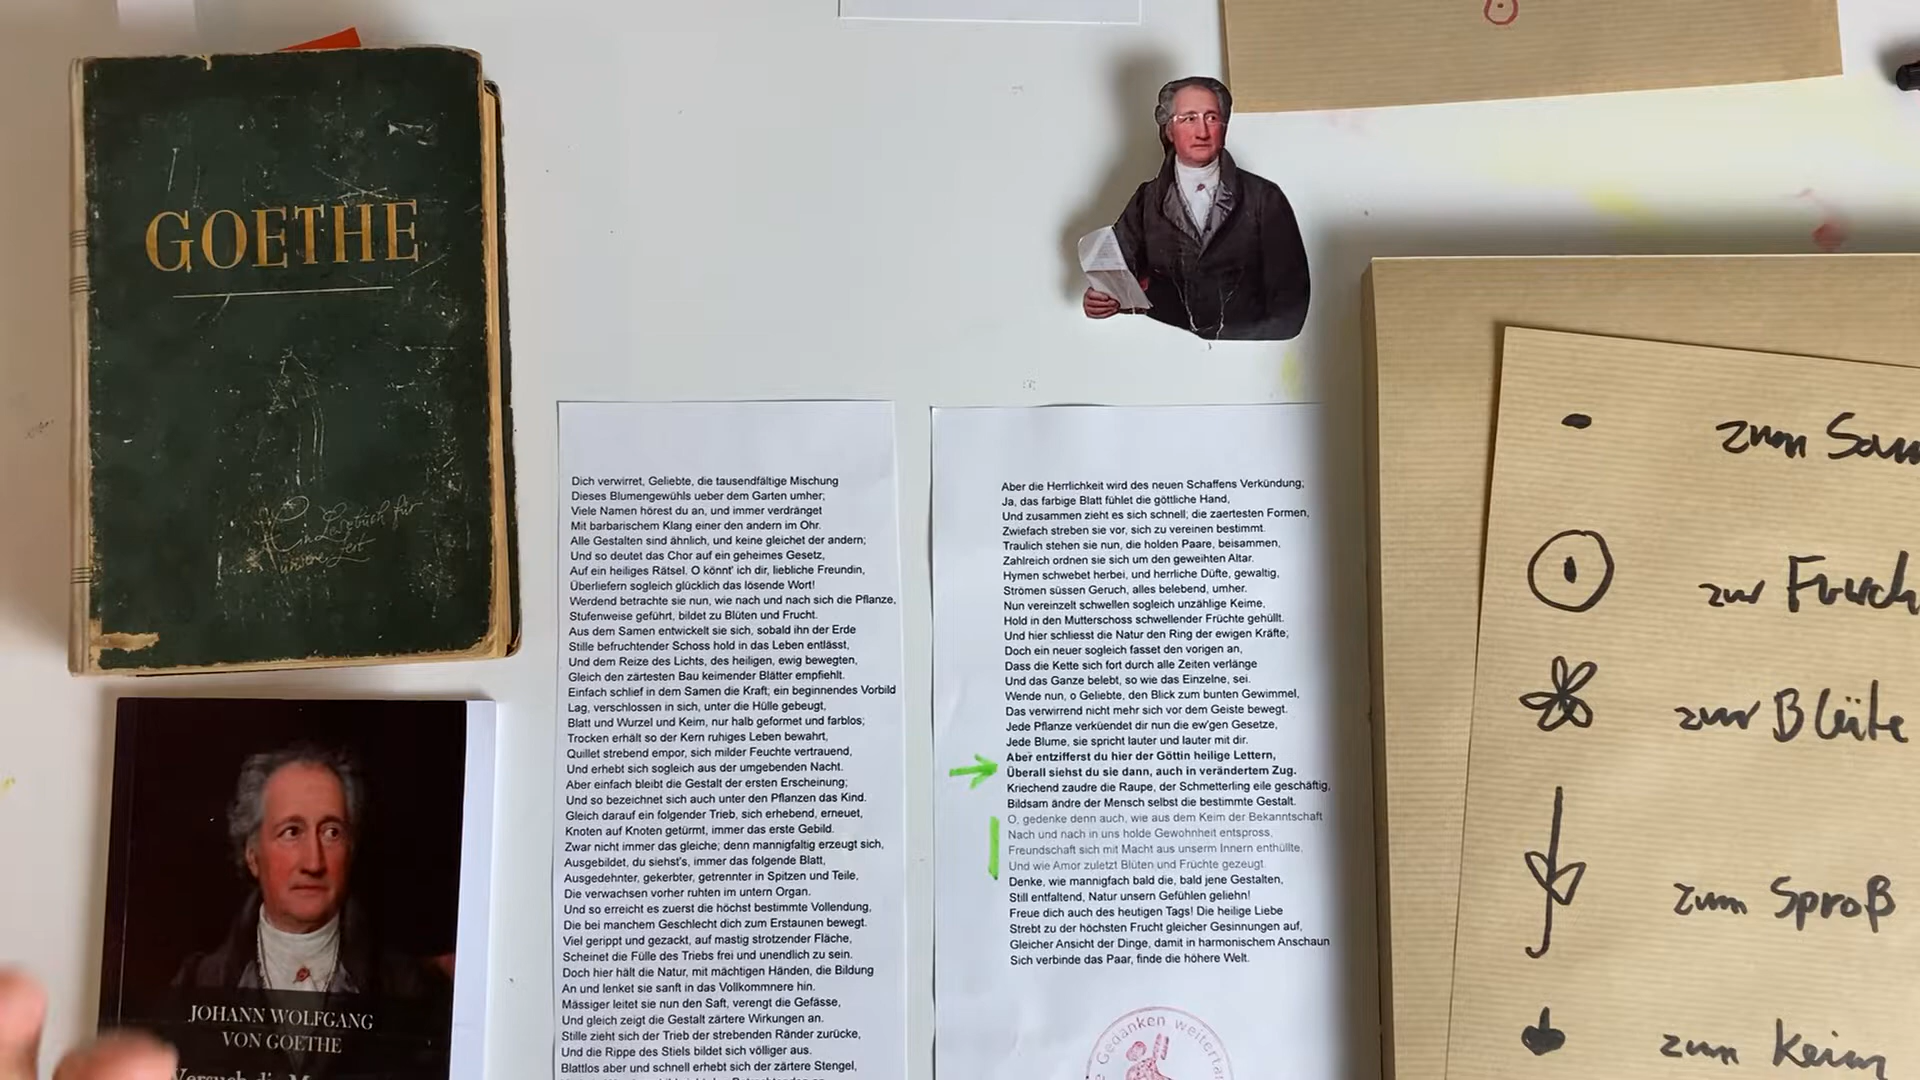 GOETHE
Ein Lesebuch für
unsere Zeit
JOHANN WOLFGANG
VON GOETHE
Versuch die
Dich verwirret, Geliebte, die tausendfältige Mischung
Dieses Blumengewühls ueber dem Garten umher;
Viele Namen hörest du an, und immer verdränget
Mit barbarischem Klang einer den andern im Ohr.
Alle Gestalten sind ähnlich, und keine gleichet der andern;
Und so deutet das Chor auf ein geheimes Gesetz,
Auf ein heiliges Rätsel. O könnt' ich dir, liebliche Freundin,
Überliefern sogleich glücklich das lösende Wort!
Werdend betrachte sie nun, wie nach und nach sich die Pflanze,
Stufenweise geführt, bildet zu Blüten und Frucht.
Aus dem Samen entwickelt sie sich, sobald ihn der Erde
Stille befruchtender Schoss hold in das Leben entlässt,
Und dem Reize des Lichts, des heiligen, ewig bewegten,
Gleich den zärtesten Bau keimender Blätter empfiehlt.
Einfach schlief in dem Samen die Kraft; ein beginnendes Vorbild
Lag, verschlossen in sich, unter die Hülle gebeugt,
Blatt und Wurzel und Keim, nur halb geformet und farblos;
Trocken erhält so der Kern ruhiges Leben bewahrt,
Quillet strebend empor, sich milder Feuchte vertrauend,
Und erhebt sich sogleich aus der umgebenden Nacht.
Aber einfach bleibt die Gestalt der ersten Erscheinung;
Und so bezeichnet sich auch unter den Pflanzen das Kind.
Gleich darauf ein folgender Trieb, sich erhebend, erneuet,
Knoten auf Knoten getürmt, immer das erste Gebild.
Zwar nicht immer das gleiche; denn mannigfaltig erzeugt sich,
Ausgebildet, du siehst's, immer das folgende Blatt,
Ausgedehnter, gekerbter, getrennter in Spitzen und Teile,
Die verwachsen vorher ruhten im untern Organ.
Und so erreicht es zuerst die höchst bestimmte Vollendung,
Die bei manchem Geschlecht dich zum Erstaunen bewegt.
Viel gerippt und gezackt, auf mastig strotzender Fläche,
Scheinet die Fülle des Triebs frei und unendlich zu sein.
Doch hier hält die Natur, mit mächtigen Händen, die Bildung
An und lenket sie sanft in das Vollkommnere hin.
Mässiger leitet sie nun den Saft, verengt die Gefässe,
Und gleich zeigt die Gestalt zärtere Wirkungen an.
Stille zieht sich der Trieb der strebenden Ränder zurücke,
Und die Rippe des Stiels bildet sich völliger aus.
Blattlos aber und schnell erhebt sich der zärtere Stengel,
Aber die Herrlichkeit wird des neuen Schaffens Verkündung;
Ja, das farbige Blatt fühlet die göttliche Hand,
Und zusammen zieht es sich schnell; die zaertesten Formen,
Zwiefach streben sie vor, sich zu vereinen bestimmt.
Traulich stehen sie nun, die holden Paare, beisammen,
Zahlreich ordnen sie sich um den geweihten Altar.
Hymen schwebet herbei, und herrliche Düfte, gewaltig,
Strömen süssen Geruch, alles belebend, umher.
Nun vereinzelt schwellen sogleich unzählige Keime,
Hold in den Mutterschoss schwellender Früchte gehüllt.
Und hier schliesst die Natur den Ring der ewigen Kräfte;
Doch ein neuer sogleich fasset den vorigen an,
Dass die Kette sich fort durch alle Zeiten verlänge
Und das Ganze belebt, so wie das Einzelne, sei.
Wende nun, o Geliebte, den Blick zum bunten Gewimmel,
Das verwirrend nicht mehr sich vor dem Geiste bewegt.
Jede Pflanze verkúendet dir nun die ew'gen Gesetze,
Jede Blume, sie spricht lauter und lauter mit dir.
Aber entzifferst du hier der Göttin heilige Lettern,
Überall siehst du sie dann, auch in verändertem Zug.
Kriechend zaudre die Raupe, der Schmetterling eile geschäftig,
Bildsam ändre der Mensch selbst die bestimmte Gestalt.
O, gedenke denn auch, wie aus dem Keim der Bekanntschaft
Nach und nach in uns holde Gewohnheit entspross,
Freundschaft sich mit Macht aus unserm Innern enthüllte,
Und wie Amor zuletzt Blüten und Früchte gezeugt.
Denke, wie mannigfach bald die, bald jene Gestalten,
Still entfaltend, Natur unsern Gefühlen geliehn!
Freue dich auch des heutigen Tags! Die heilige Liebe
Strebt zu der höchsten Frucht gleicher Gesinnungen auf,
Gleicher Ansicht der Dinge, damit in harmonischem Anschaun
Sich verbinde das Paar, finde die höhere Welt.
Gedanken
zum
zur
zur Blüte
zum Sproß
zum Keim